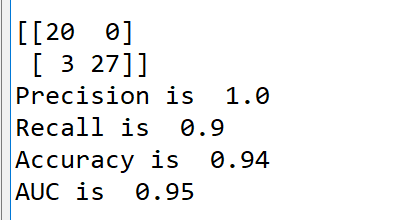 [[20  0]
 [ 3 27]]
Precision is  1.0
Recall is  0.9
Accuracy is  0.94
AUC is  0.95